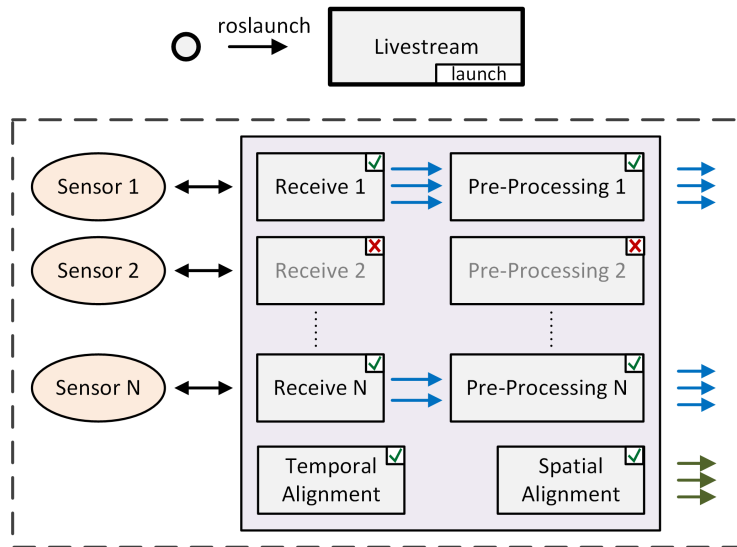 roslaunch
Livestream
launch
Sensor 1
Receive 1
Pre-Processing 1
Sensor 2
Receive 2
Pre-Processing 2
Sensor N
Receive N
Pre-Processing N
Temporal
Alignment
Spatial
Alignment